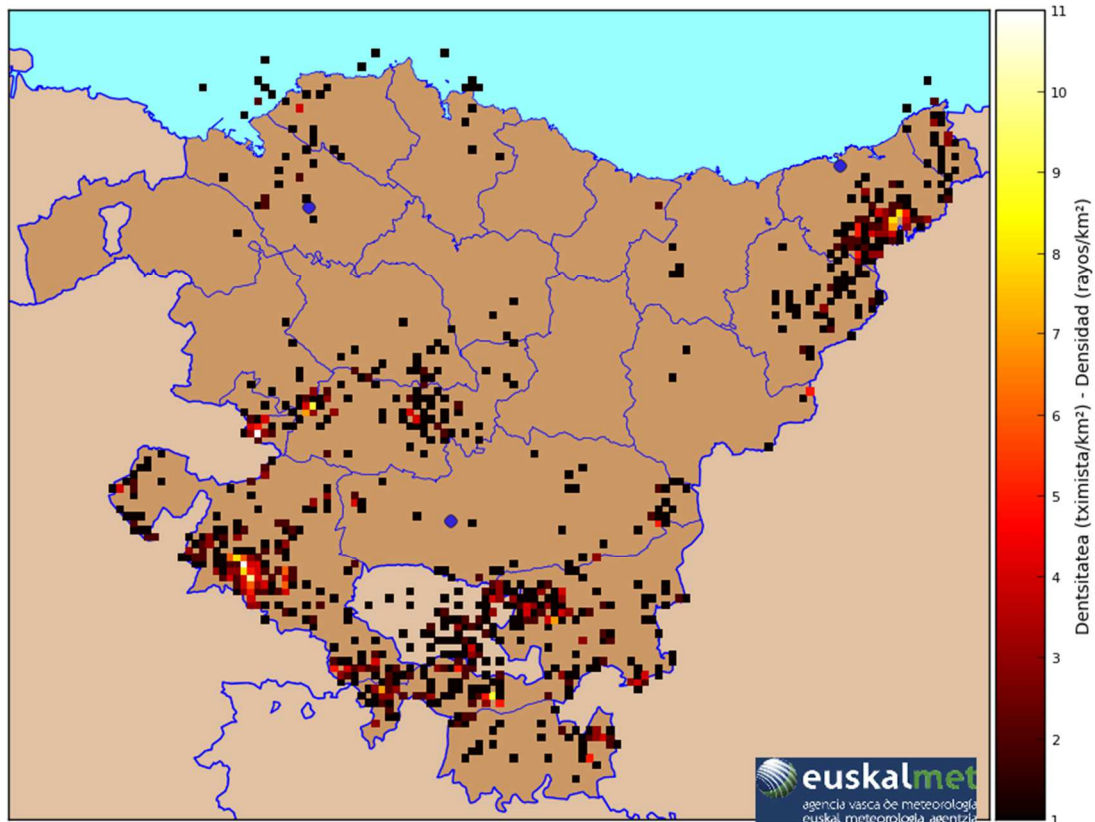 11
10
9
8
7
6
5
4
3
2
1
Dentsitatea (tximista/km²) - Densidad (rayos/km²)
euskalmet
agencia vasca de meteorología
euskal meteorologia agentzia